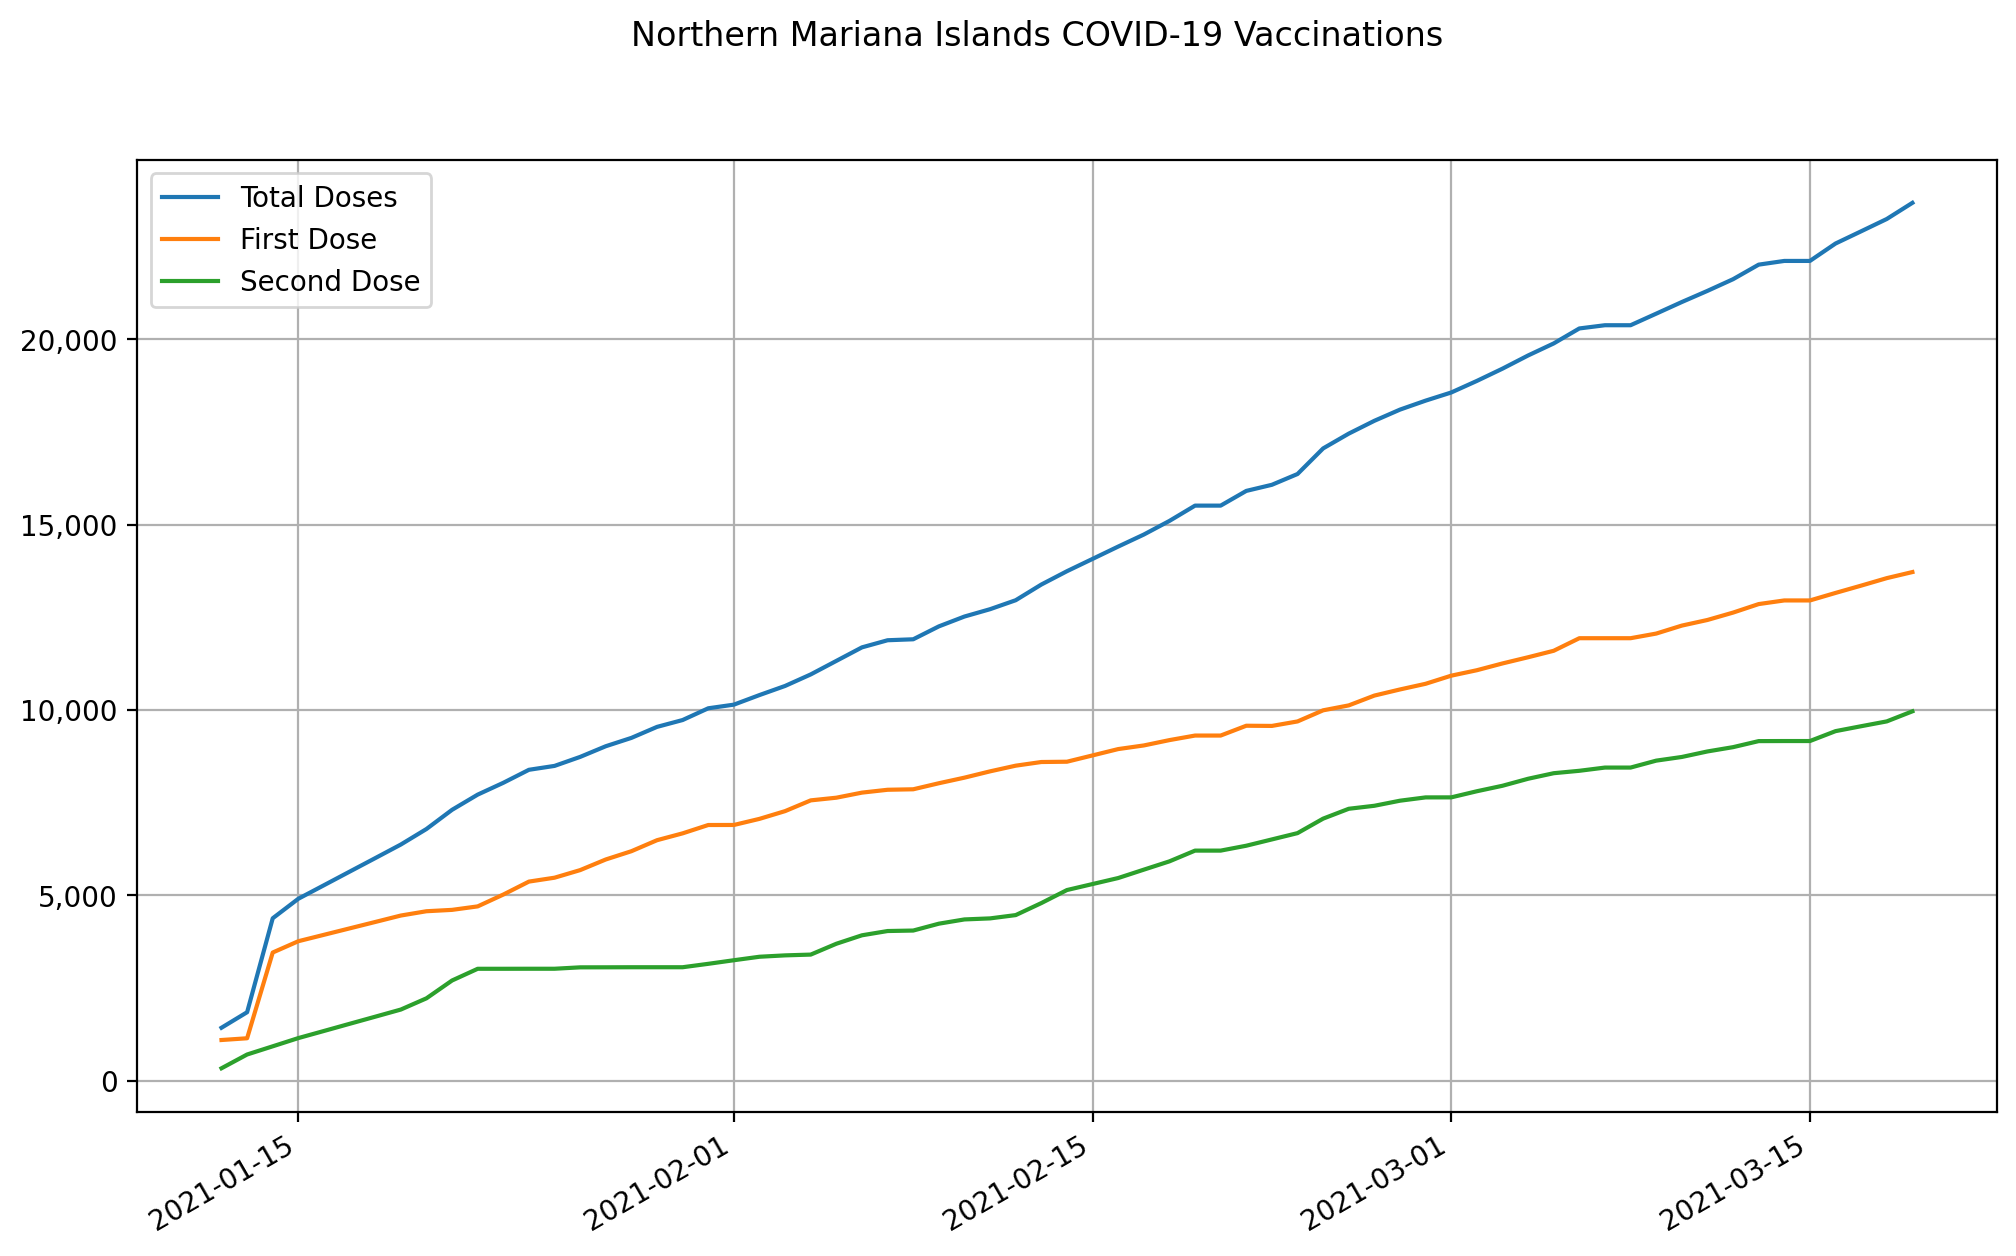 Northern Mariana Islands COVID-19 Vaccinations
Total Doses
First Dose
Second Dose
20,000
15,000
10,000
5,000
0
2021-01-15
2021-02-01
2021-02-15
2021-03-01
2021-03-15